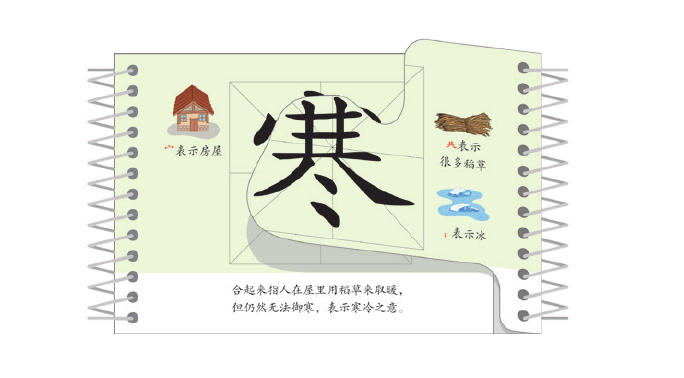 寒
宀表示房屋
𠀎表示
很多稻草
⺀表示冰
合起来指人在屋里用稻草来取暖，
但仍然无法御寒，表示寒冷之意。